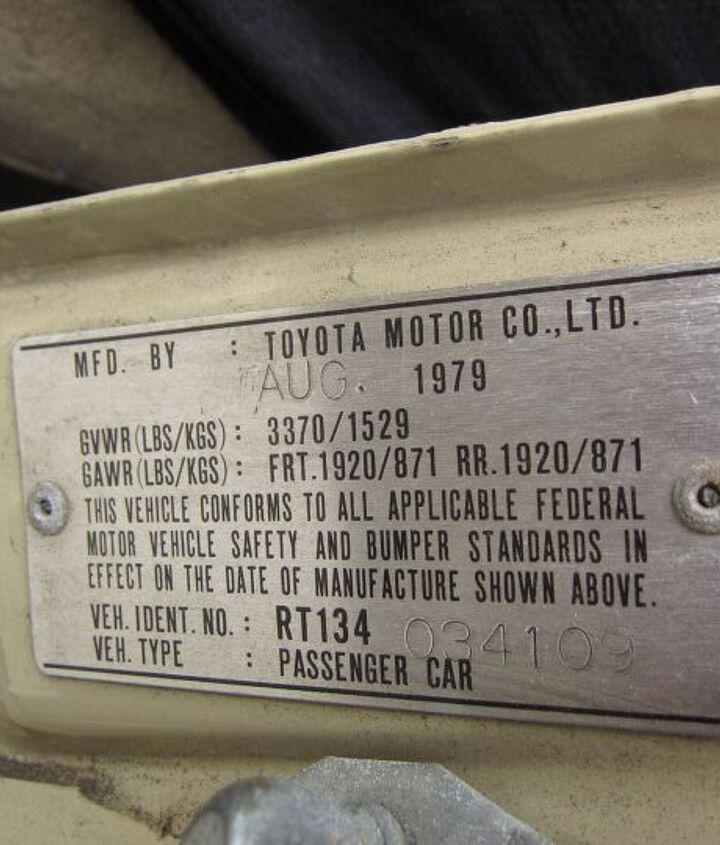 MFD. BY : TOYOTA MOTOR CO.,LTD.
AUG. 1979
GVWR(LBS/KGS): 3370/1529
GAWR(LBS/KGS): FRT.1920/871 RR.1920/871
THIS VEHICLE CONFORMS TO ALL APPLICABLE FEDERAL
MOTOR VEHICLE SAFETY AND BUMPER STANDARDS IN
EFFECT ON THE DATE OF MANUFACTURE SHOWN ABOVE.
VEH. IDENT. NO.: RT134 034109
VEH. TYPE : PASSENGER CAR